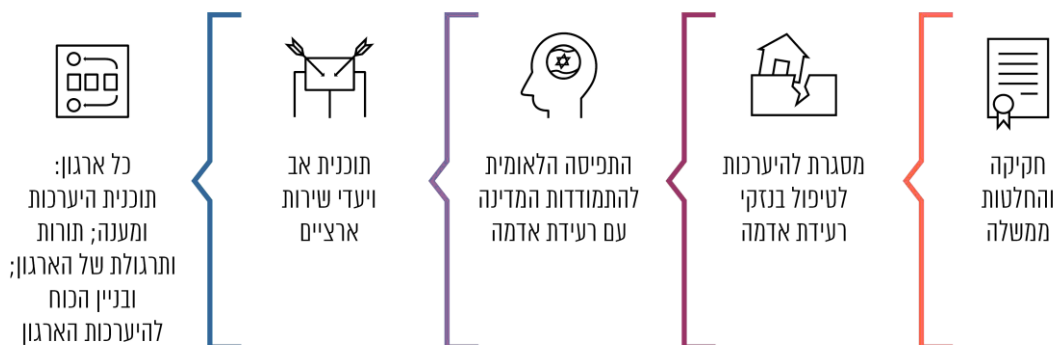 חקיקה
והחלטות
ממשלה
מסגרת להיערכות
לטיפול בנזקי
רעידת אדמה
התפיסה הלאומית
להתמודדות המדינה
עם רעידת אדמה
תוכנית אב
ויעדי שירות
ארציים
כל ארגון:
תוכנית היערכות
ומענה; תורות
ותרגולת של הארגון;
ובניין הכוח
להיערכות הארגון